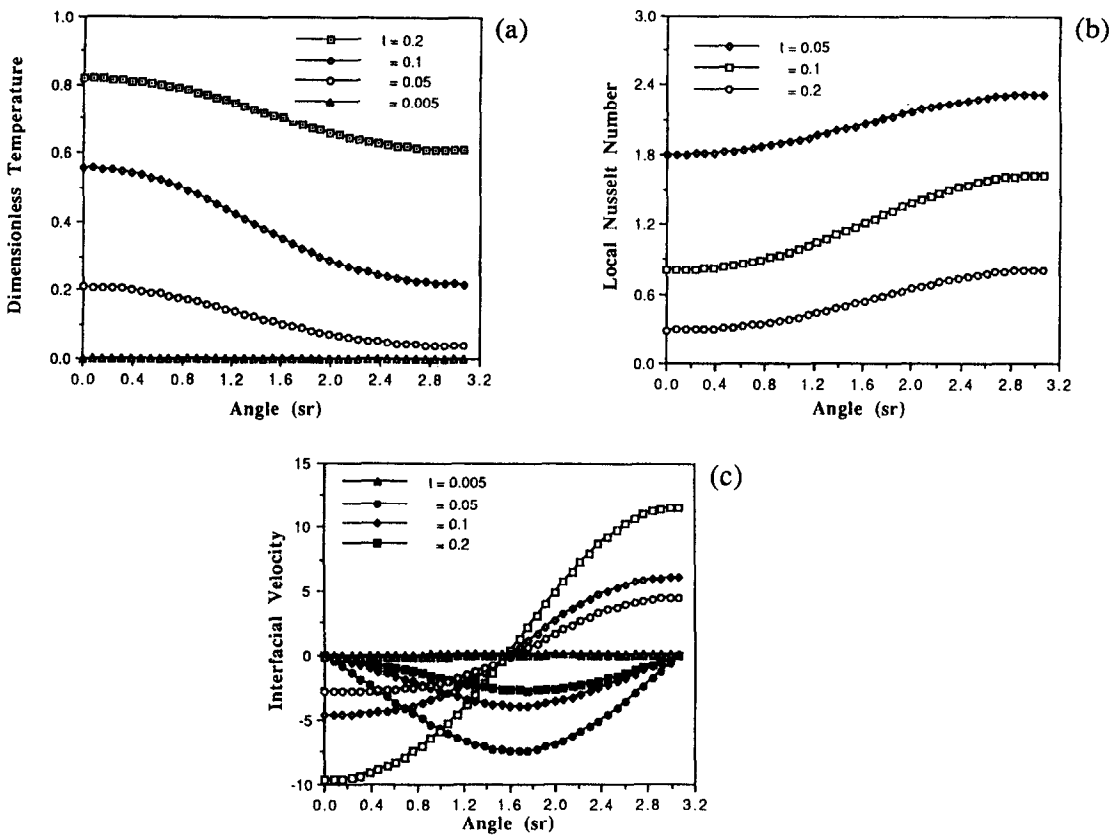 (a)
1.0
0.8
0.6
0.4
0.2
0.0
Dimensionless Temperature
t = 0.2
= 0.1
= 0.05
= 0.005
0.0 0.4 0.8 1.2 1.6 2.0 2.4 2.8 3.2
Angle (sr)
(b)
3.0
2.4
1.8
1.2
0.6
0.0
Local Nusselt Number
t = 0.05
= 0.1
= 0.2
0.0 0.4 0.8 1.2 1.6 2.0 2.4 2.8 3.2
Angle (sr)
(c)
15
10
5
0
-5
-10
Interfacial Velocity
t = 0.005
= 0.05
= 0.1
= 0.2
0.0 0.4 0.8 1.2 1.6 2.0 2.4 2.8 3.2
Angle (sr)